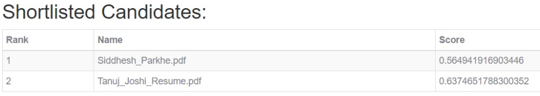 Shortlisted Candidates:
Rank Name Score
1 Siddhesh_Parkhe.pdf 0.564941916903446
2 Tanuj_Joshi_Resume.pdf 0.6374651788300352